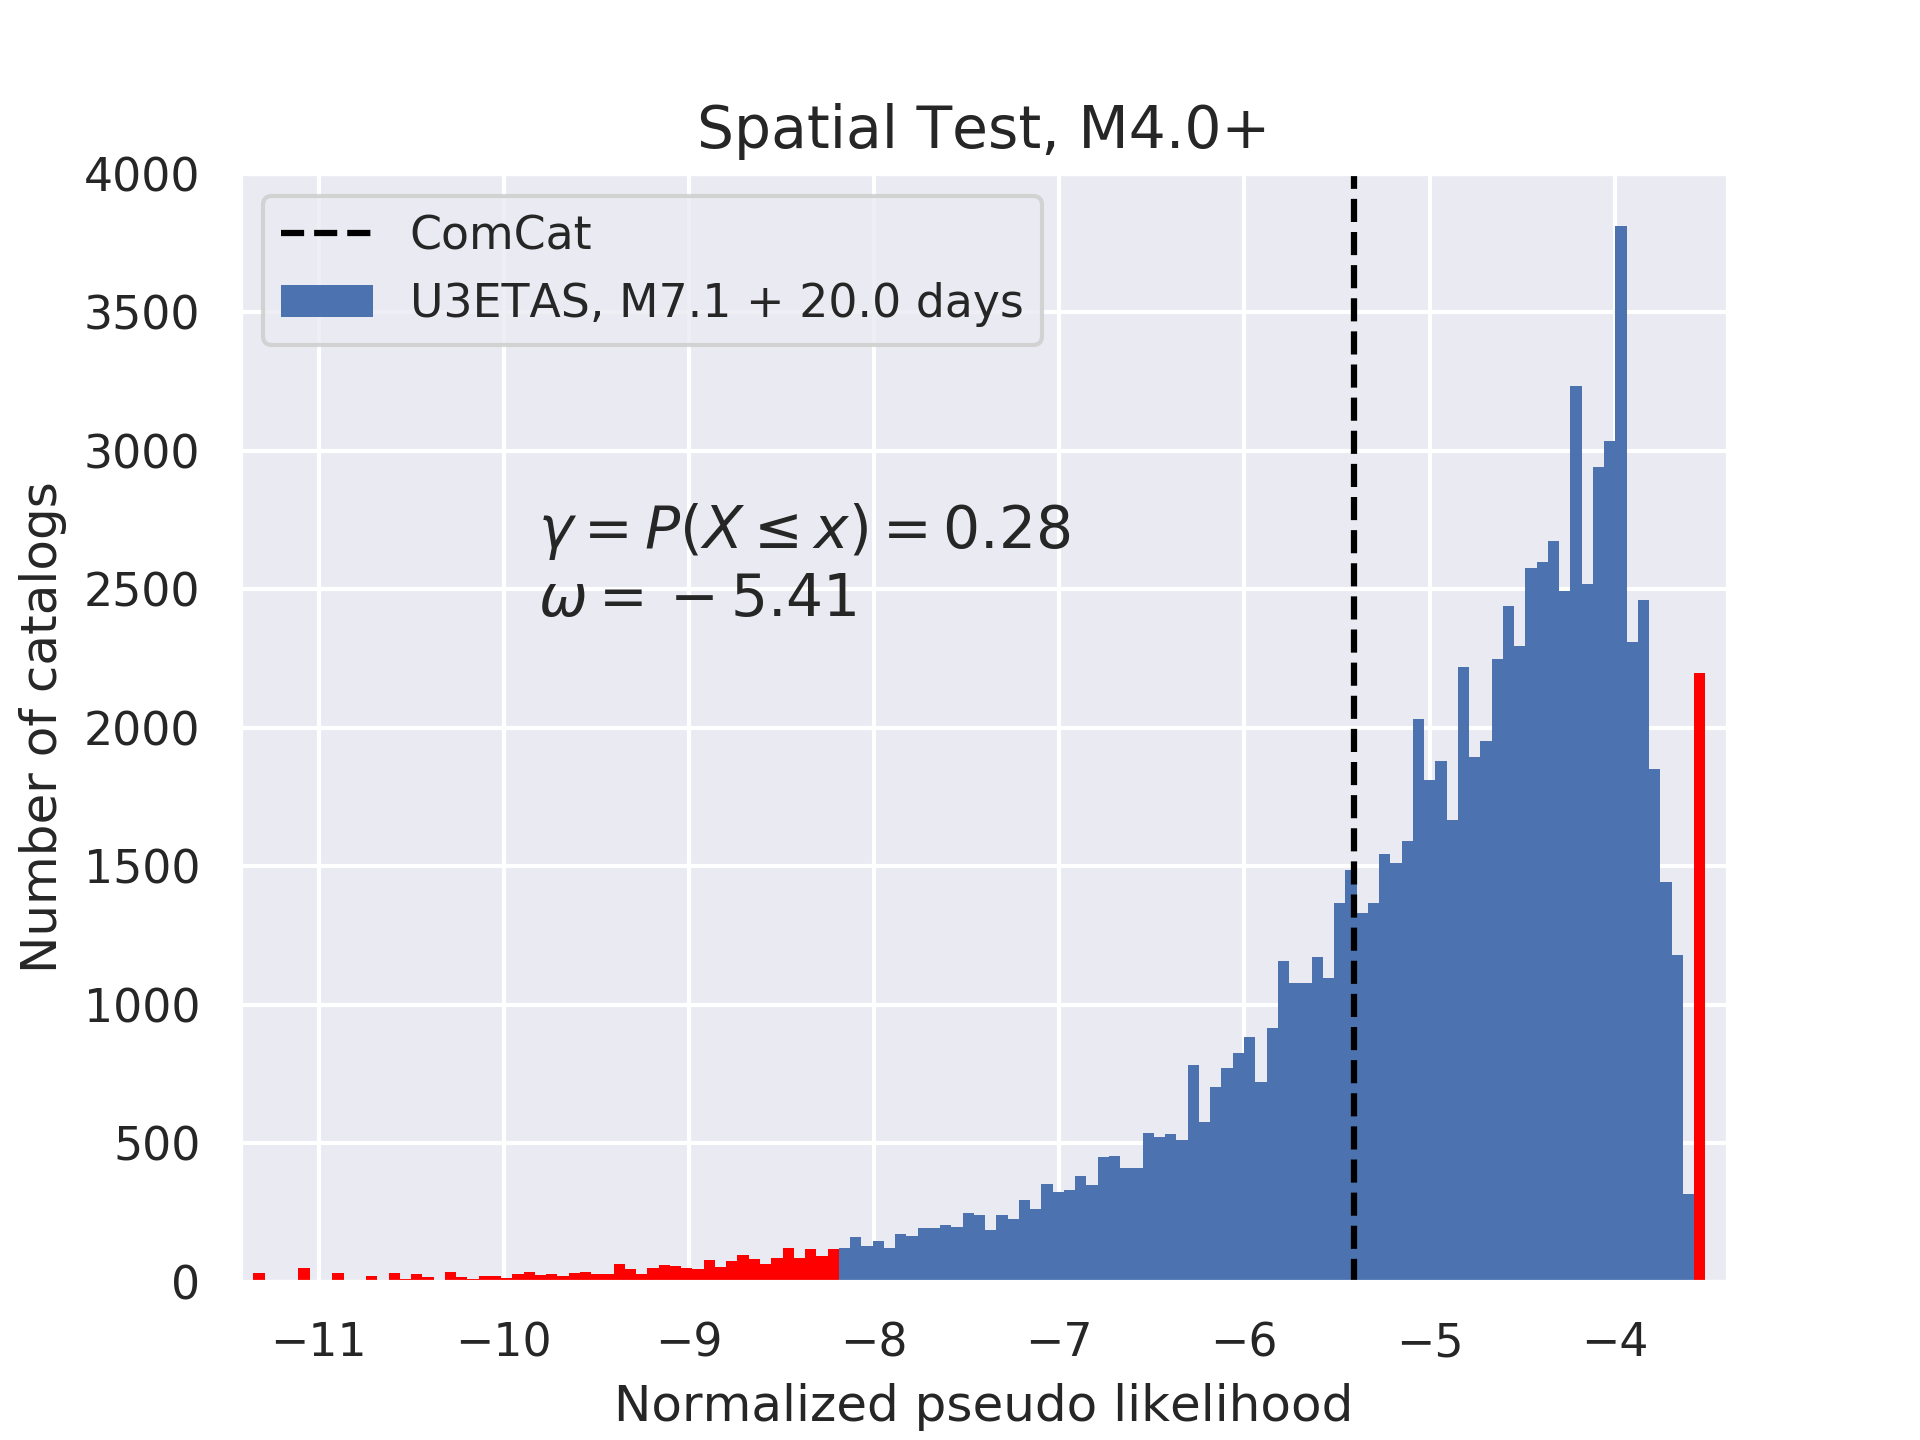 Spatial Test, M4.0+
4000
3500
3000
2500
2000
1500
1000
500
0
Number of catalogs
ComCat
U3ETAS, M7.1 + 20.0 days
γ = P(X ≤ x) = 0.28
ω = −5.41
−11 −10 −9 −8 −7 −6 −5 −4
Normalized pseudo likelihood